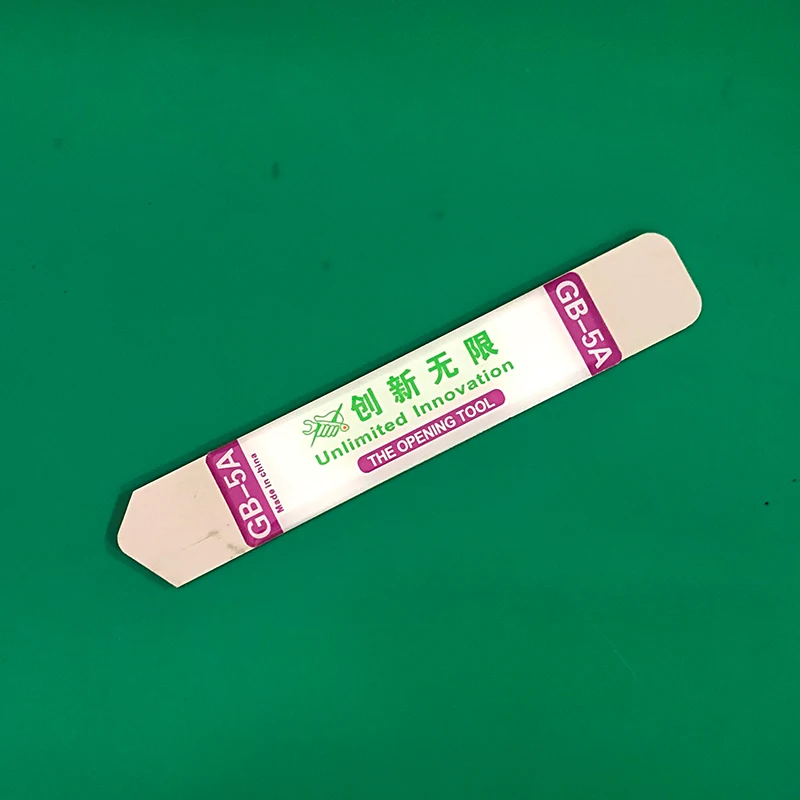 GB-5A
Made in china
创新无限
Unlimited Innovation
THE OPENING TOOL
GB-5A